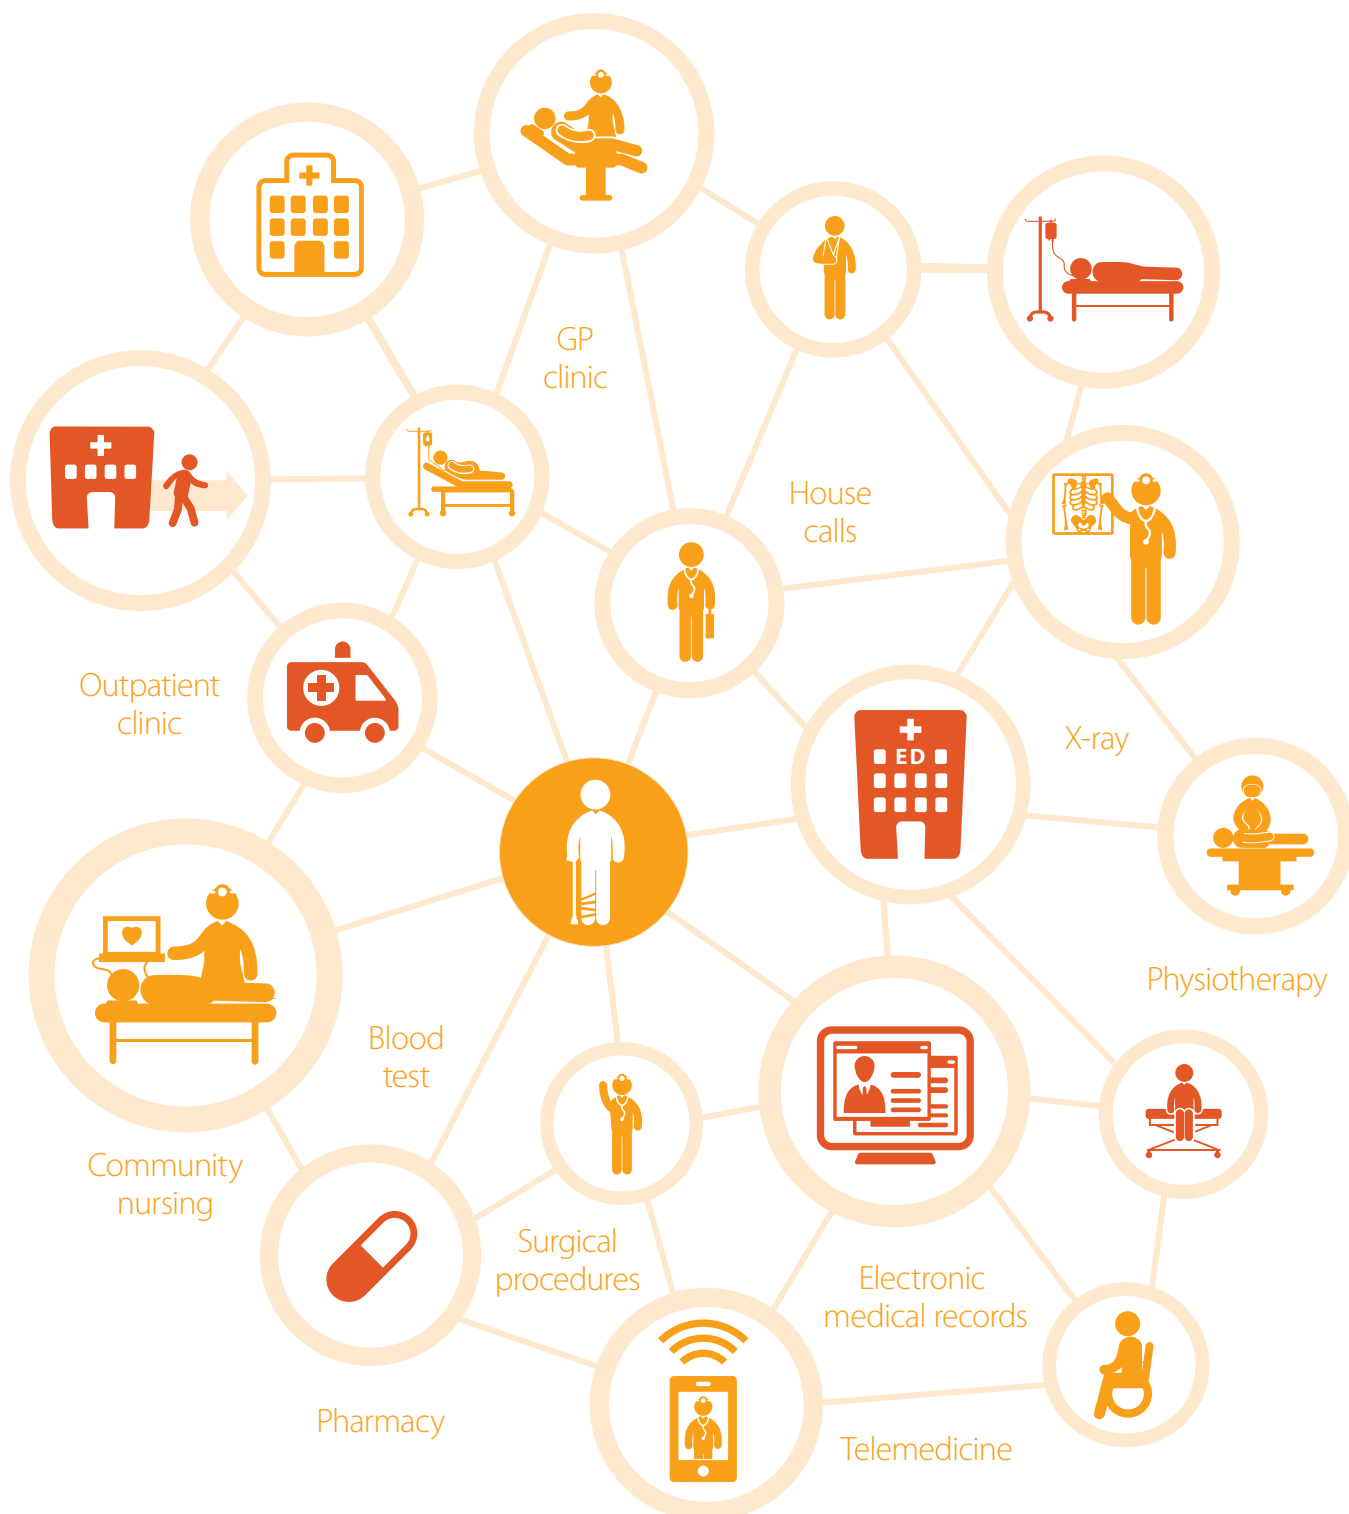 GP
clinic
House
calls
Outpatient
clinic
X-ray
ED
Physiotherapy
Blood
test
Community
nursing
Surgical
procedures
Electronic
medical records
Pharmacy
Telemedicine